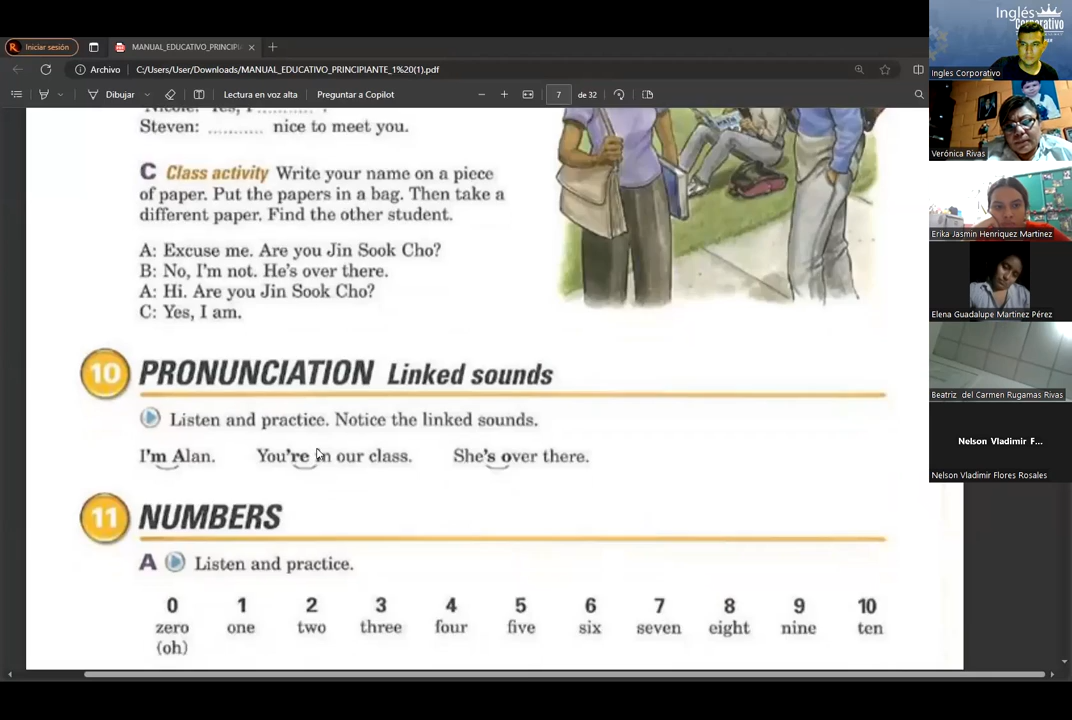 Iniciar sesión
MANUAL_EDUCATIVO_PRINCIPI
Archivo
C:/Users/User/Downloads/MANUAL_EDUCATIVO_PRINCIPIANTE_1%20(1).pdf
Dibujar
Lectura en voz alta
Preguntar a Copilot
7 de 32
Steven: .......... nice to meet you.
C Class activity Write your name on a piece
of paper. Put the papers in a bag. Then take a
different paper. Find the other student.
A: Excuse me. Are you Jin Sook Cho?
B: No, I'm not. He's over there.
A: Hi. Are you Jin Sook Cho?
C: Yes, I am.
10 PRONUNCIATION Linked sounds
Listen and practice. Notice the linked sounds.
I'm Alan. You're in our class. She's over there.
11 NUMBERS
A Listen and practice.
0 1 2 3 4 5 6 7 8 9 10
zero one two three four five six seven eight nine ten
(oh)
Inglés
Corporativo
Ingles Corporativo
Verónica Rivas
Erika Jasmin Henriquez Martinez
Elena Guadalupe Martinez Pérez
Beatriz del Carmen Rugamas Rivas
Nelson Vladimir F...
Nelson Vladimir Flores Rosales